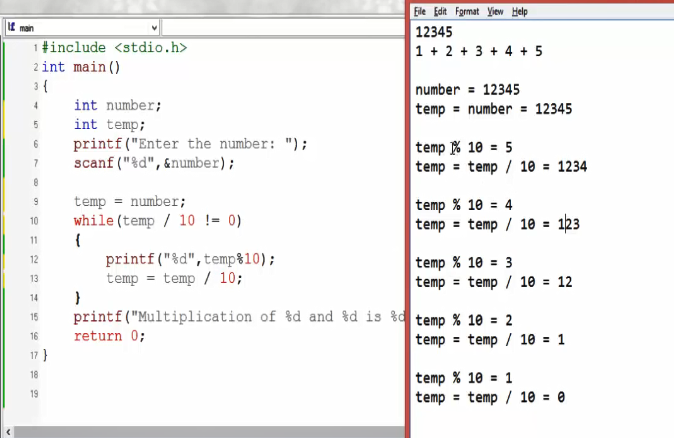 main
1 #include <stdio.h>
2 int main()
3 {
4 int number;
5 int temp;
6 printf("Enter the number: ");
7 scanf("%d",&number);
8
9 temp = number;
10 while(temp / 10 != 0)
11 {
12 printf("%d",temp%10);
13 temp = temp / 10;
14 }
15 printf("Multiplication of %d and %d is %d
16 return 0;
17 }
18
19
File Edit Format View Help
12345
1 + 2 + 3 + 4 + 5
number = 12345
temp = number = 12345
temp % 10 = 5
temp = temp / 10 = 1234
temp % 10 = 4
temp = temp / 10 = 123
temp % 10 = 3
temp = temp / 10 = 12
temp % 10 = 2
temp = temp / 10 = 1
temp % 10 = 1
temp = temp / 10 = 0